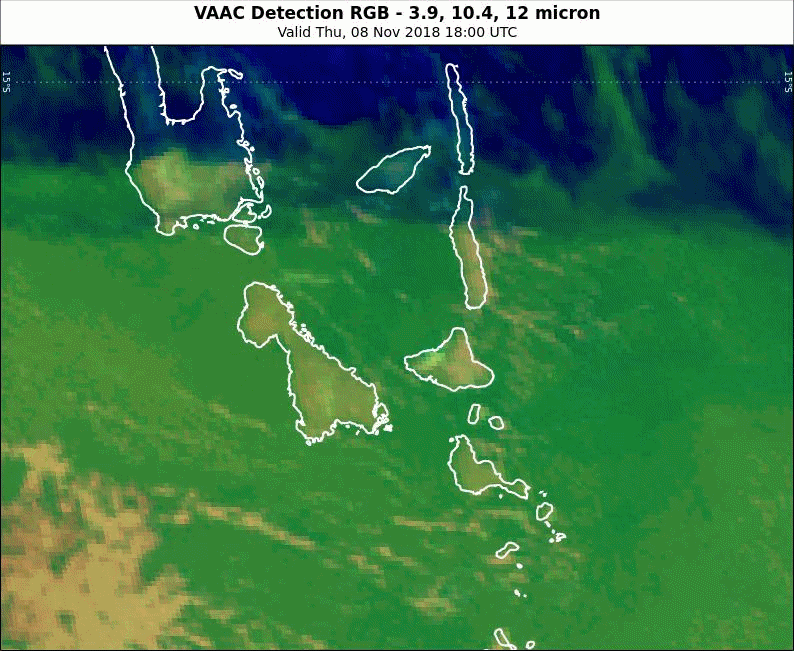 VAAC Detection RGB - 3.9, 10.4, 12 micron
Valid Thu, 08 Nov 2018 18:00 UTC
15°S
15°S